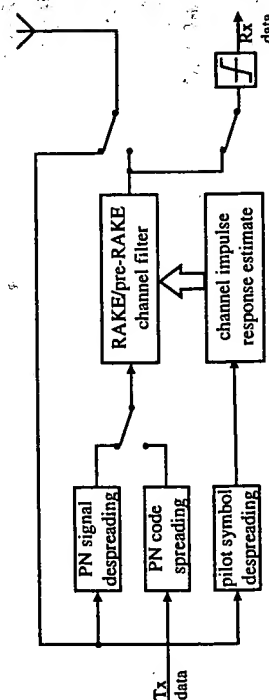 Tx
data
PN signal
despreading
PN code
spreading
pilot symbol
despreading
RAKE/pre-RAKE
channel filter
channel impulse
response estimate
Rx
data